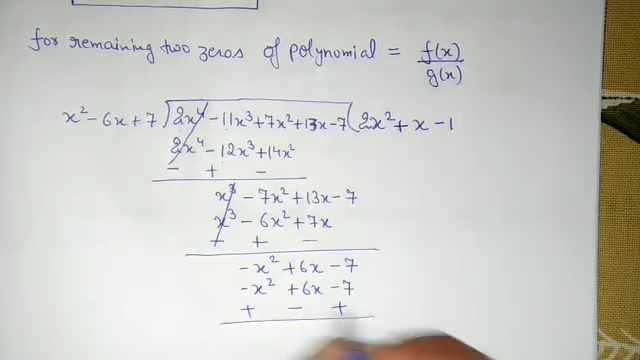 for remaining two zeros of polynomial = f(x)/g(x)
x² - 6x + 7 ) 2x⁴ - 11x³ + 7x² + 13x - 7 ( 2x² + x - 1
2x⁴ - 12x³ + 14x²
- + -
x³ - 7x² + 13x - 7
x³ - 6x² + 7x
+ + -
-x² + 6x - 7
-x² + 6x - 7
+ - +